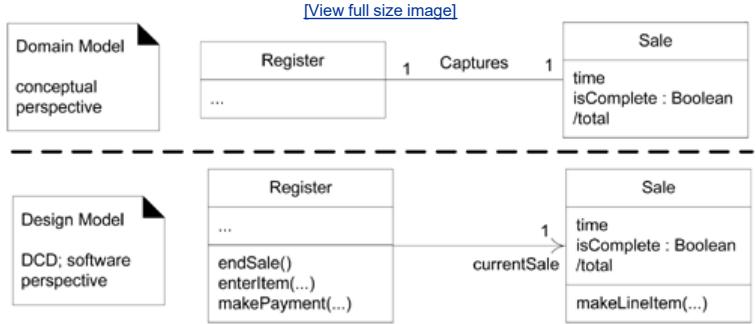 [View full size image]
Domain Model
conceptual
perspective
Register
...
1 Captures 1
Sale
time
isComplete : Boolean
/total
Design Model
DCD; software
perspective
Register
...
endSale()
enterItem(...)
makePayment(...)
1
currentSale
Sale
time
isComplete : Boolean
/total
makeLineItem(...)